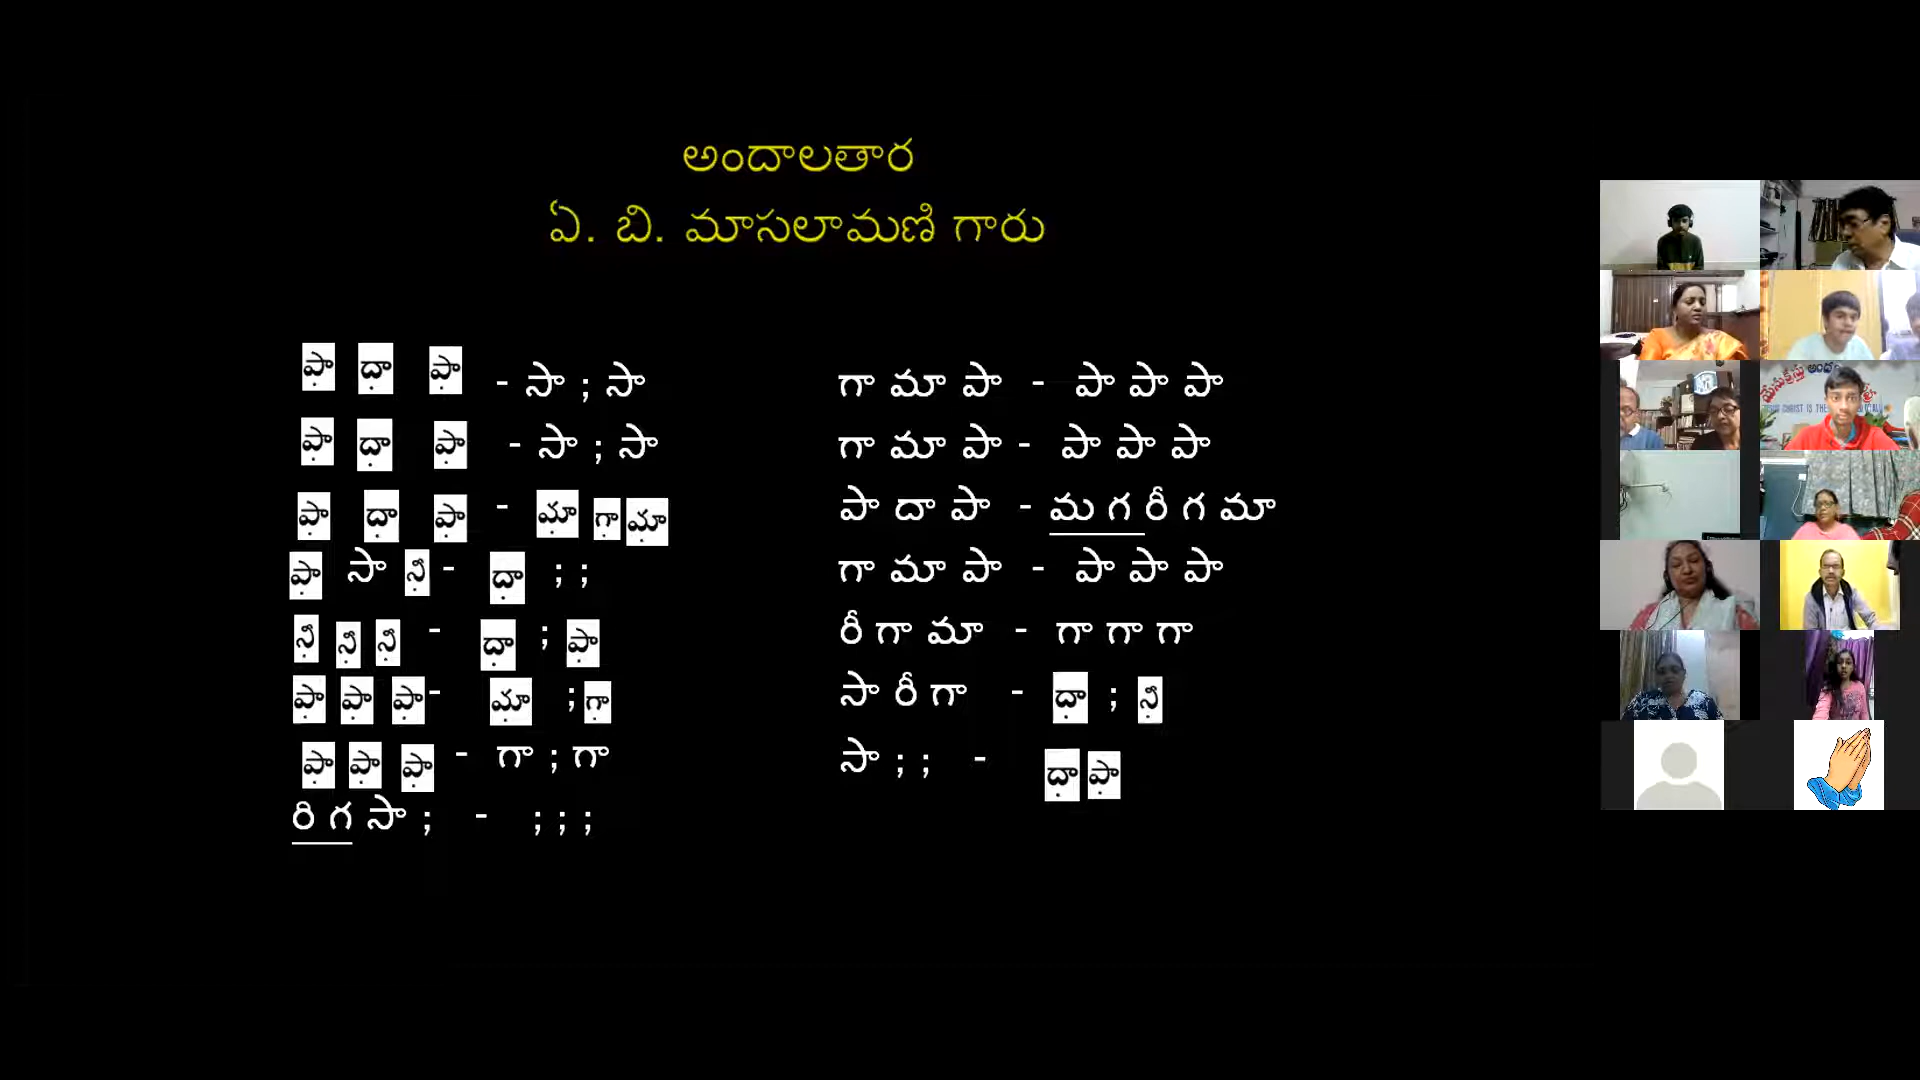 అందాలతార
ఏ. బి. మాసలామణి గారు
పా̣ దా̣ పా̣ - సా ; సా
పా̣ దా̣ పా̣ - సా ; సా
పా̣ దా̣ పా̣ - మా̣ గా̣ మా̣
పా̣ సా నీ̣ - దా̣ ; ;
నీ̣ నీ̣ నీ̣ - దా̣ ; పా̣
పా̣ పా̣ పా̣ - మా̣ ; గా̣
పా̣ పా̣ పా̣ - గా ; గా
రి గ సా ; - ; ; ;
గా మా పా - పా పా పా
గా మా పా - పా పా పా
పా దా పా - మ గ రీ గ మా
గా మా పా - పా పా పా
రీ గా మా - గా గా గా
సా రీ గా - దా̣ ; నీ̣
సా ; ; - దా̣ పా̣